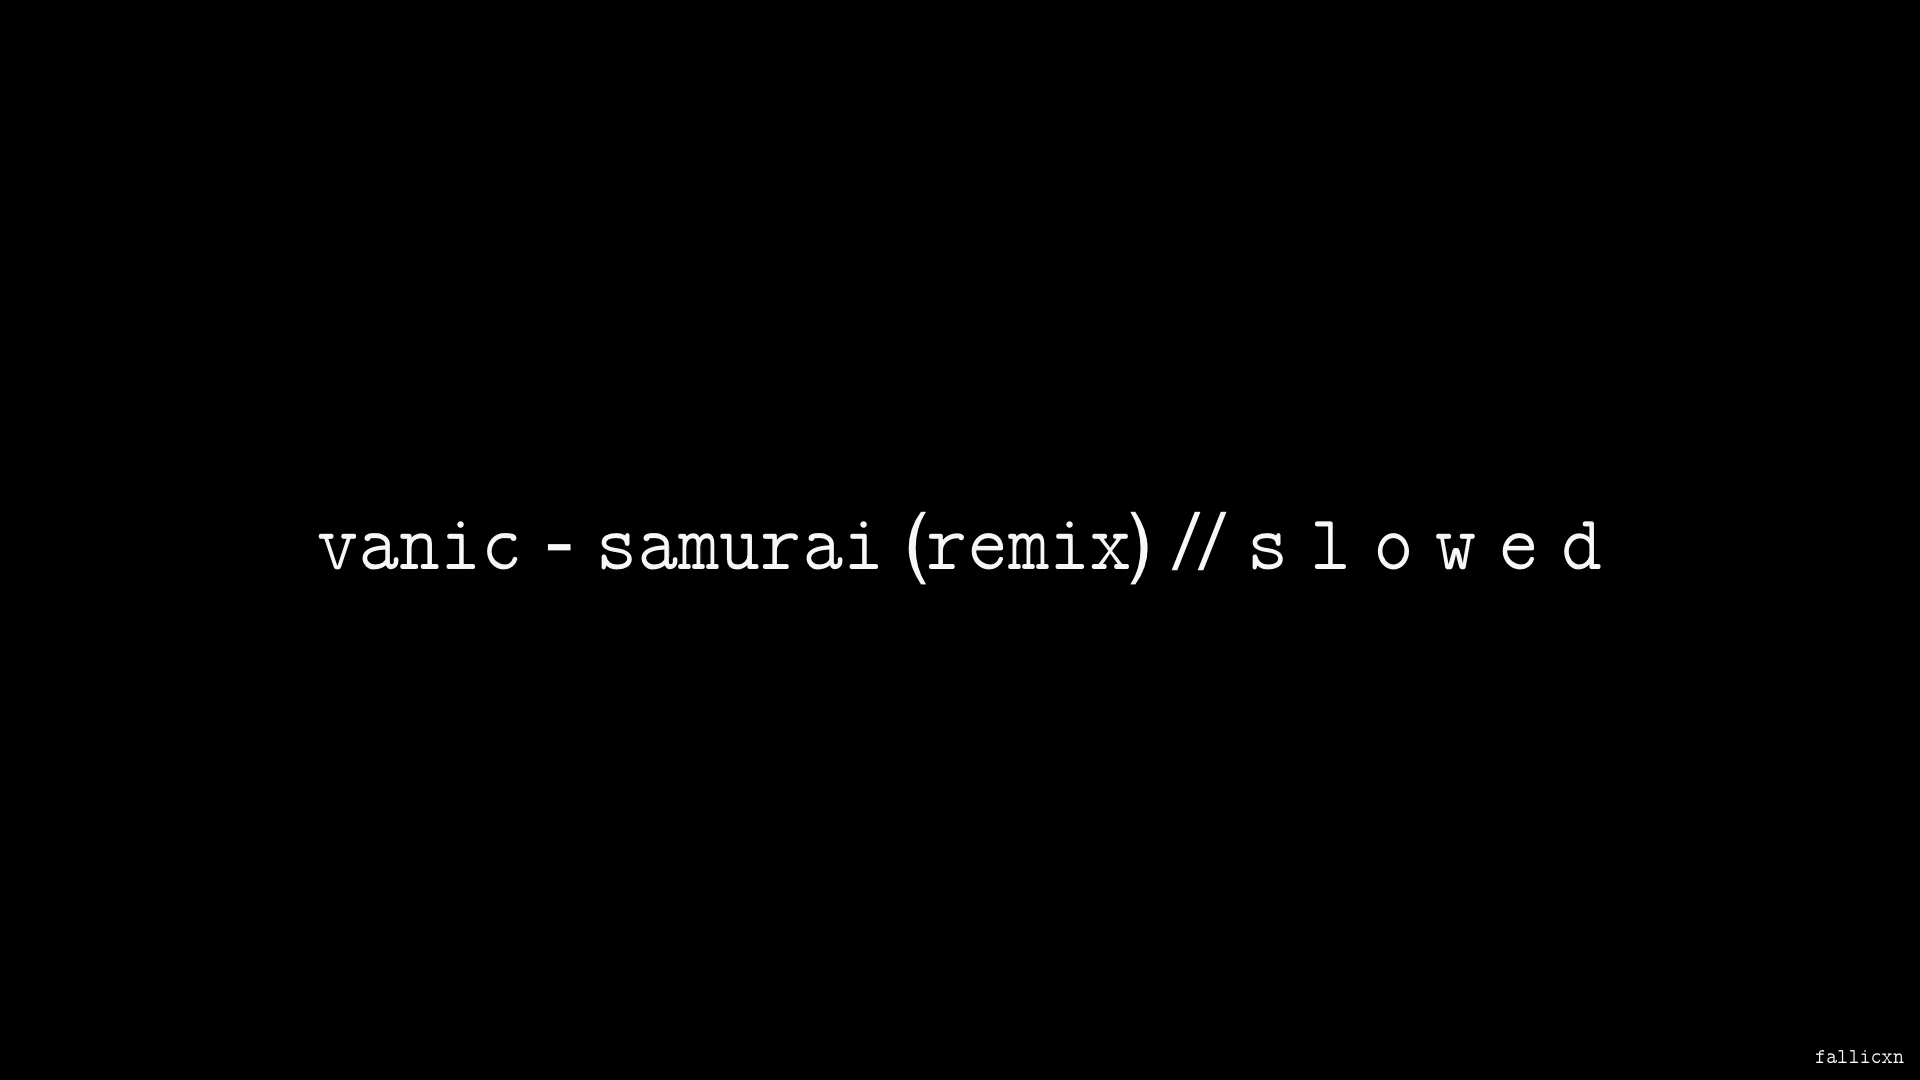 vanic - samurai (remix) // s l o w e d
fallicxn